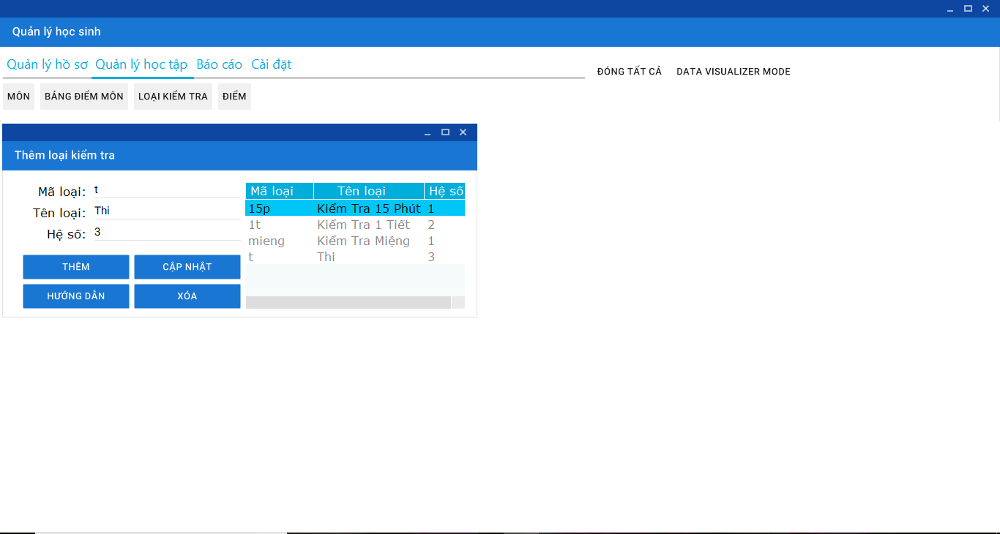 Quản lý học sinh
Quản lý hồ sơ Quản lý học tập Báo cáo Cài đặt
ĐÓNG TẤT CẢ DATA VISUALIZER MODE
MÔN BẢNG ĐIỂM MÔN LOẠI KIỂM TRA ĐIỂM
Thêm loại kiểm tra
Mã loại: t
Tên loại: Thi
Hệ số: 3
THÊM CẬP NHẬT
HƯỚNG DẪN XÓA
Mã loại Tên loại Hệ số
15p Kiểm Tra 15 Phút 1
1t Kiểm Tra 1 Tiết 2
mieng Kiểm Tra Miệng 1
t Thi 3